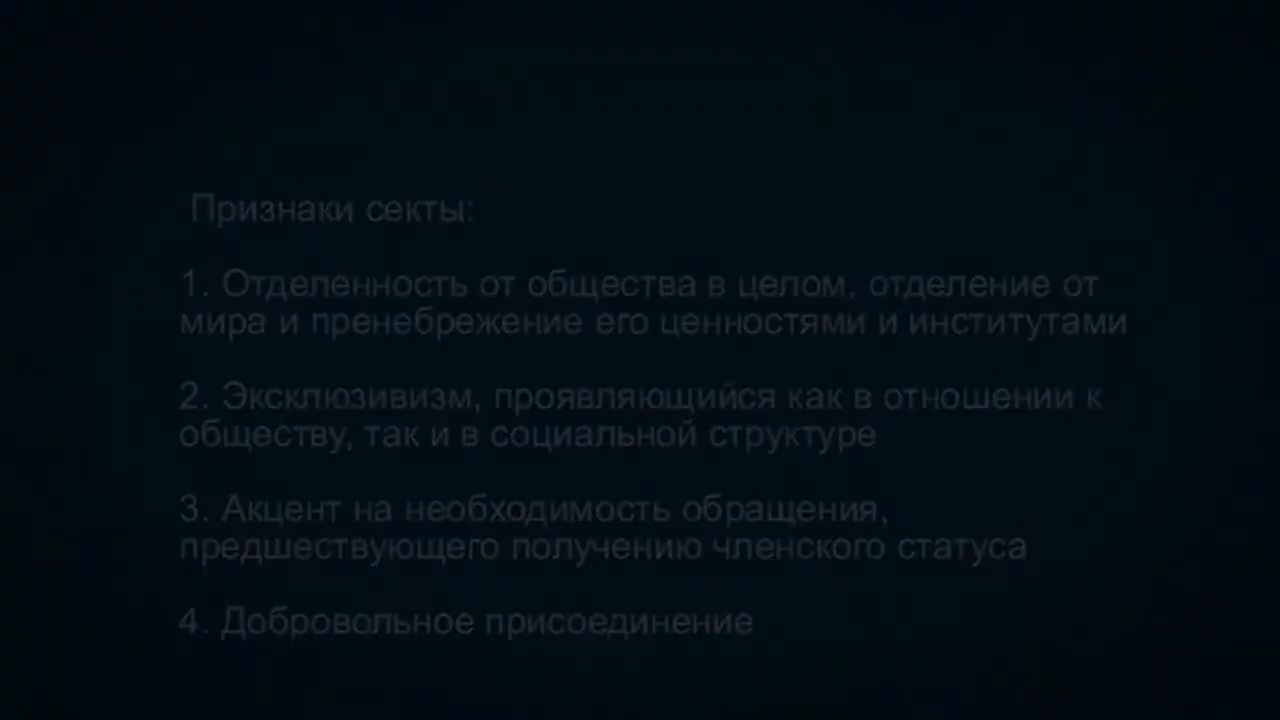 Признаки секты:
1. Отделенность от общества в целом, отделение от
мира и пренебрежение его ценностями и институтами
2. Эксклюзивизм, проявляющийся как в отношении к
обществу, так и в социальной структуре
3. Акцент на необходимость обращения,
предшествующего получению членского статуса
4. Добровольное присоединение